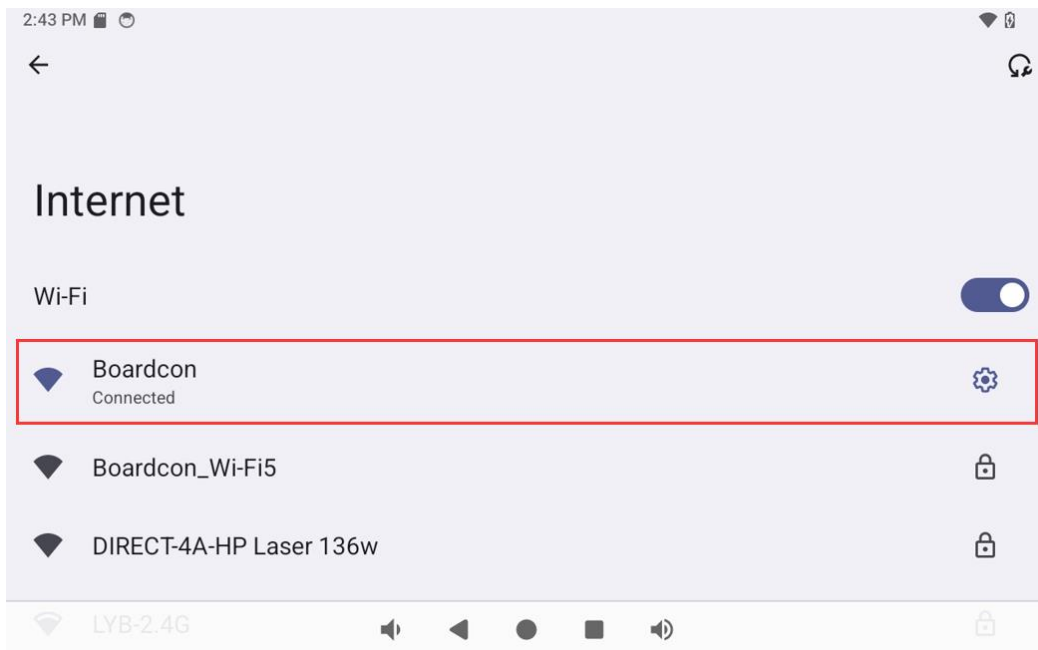 2:43 PM
Internet
Wi-Fi
Boardcon
Connected
Boardcon_Wi-Fi5
DIRECT-4A-HP Laser 136w
LYB-2.4G